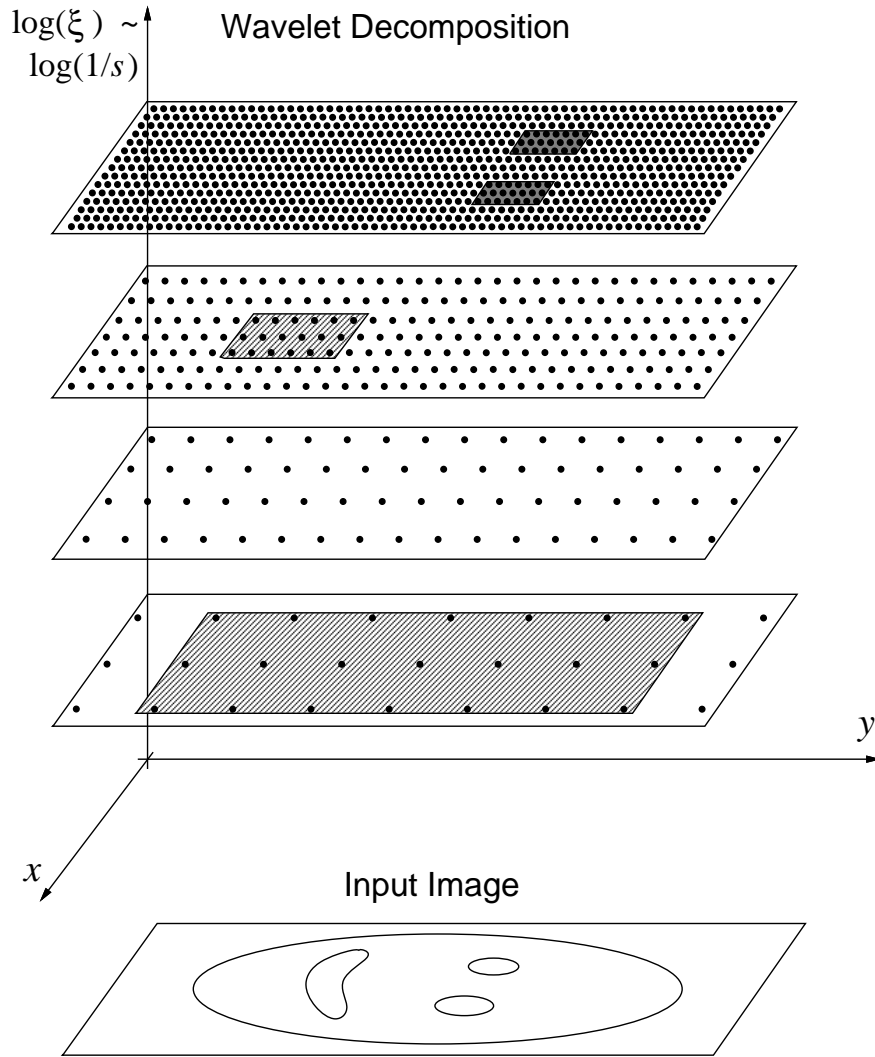 log(ξ) ~
log(1/s)
Wavelet Decomposition
y
x
Input Image